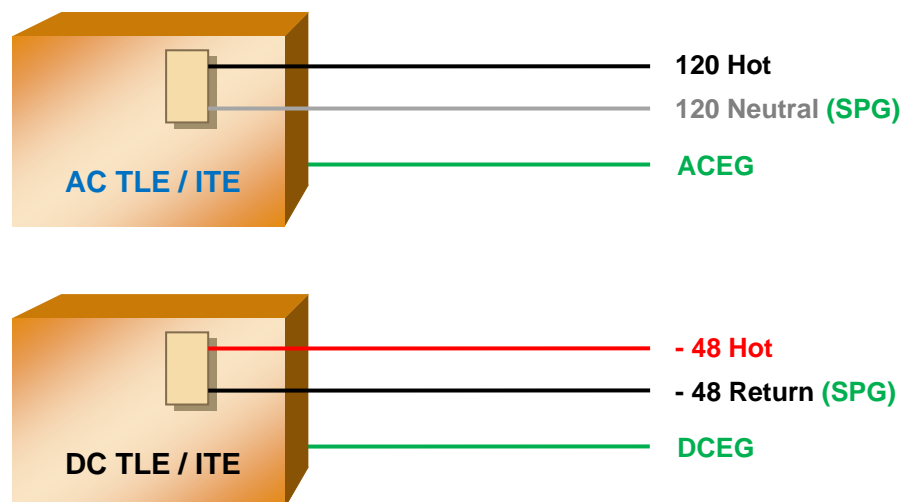 120 Hot
120 Neutral (SPG)
ACEG
AC TLE / ITE
- 48 Hot
- 48 Return (SPG)
DCEG
DC TLE / ITE